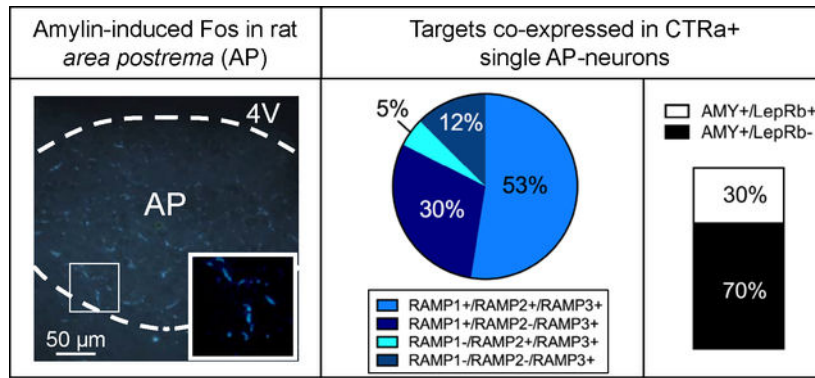 Amylin-induced Fos in rat
area postrema (AP)
Targets co-expressed in CTRa+
single AP-neurons
4V
AP
50 µm
5%
12%
53%
30%
RAMP1+/RAMP2+/RAMP3+
RAMP1+/RAMP2-/RAMP3+
RAMP1-/RAMP2+/RAMP3+
RAMP1-/RAMP2-/RAMP3+
AMY+/LepRb+
AMY+/LepRb-
30%
70%